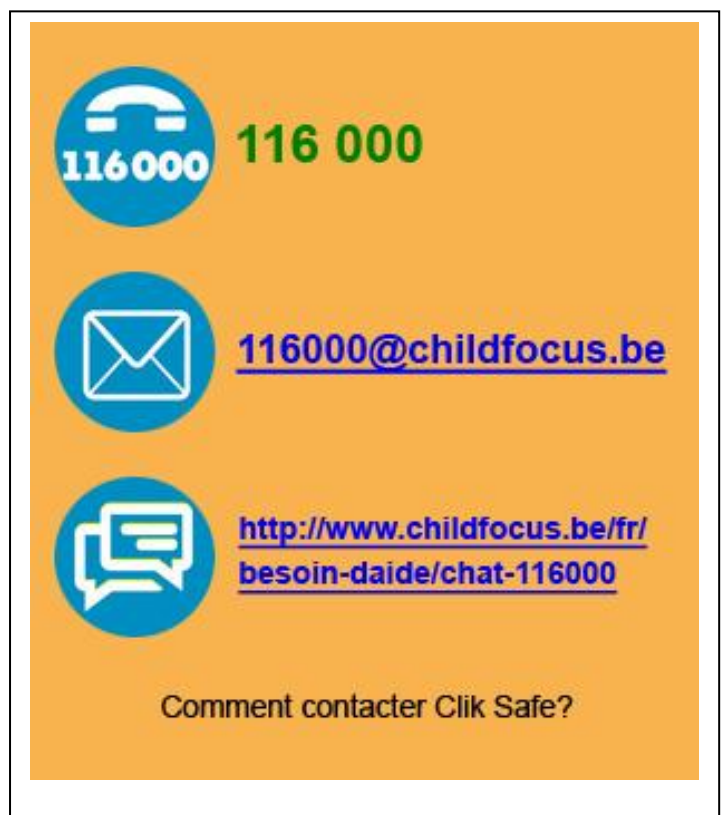 116000
116 000
116000@childfocus.be
http://www.childfocus.be/fr/
besoin-daide/chat-116000
Comment contacter Clik Safe?